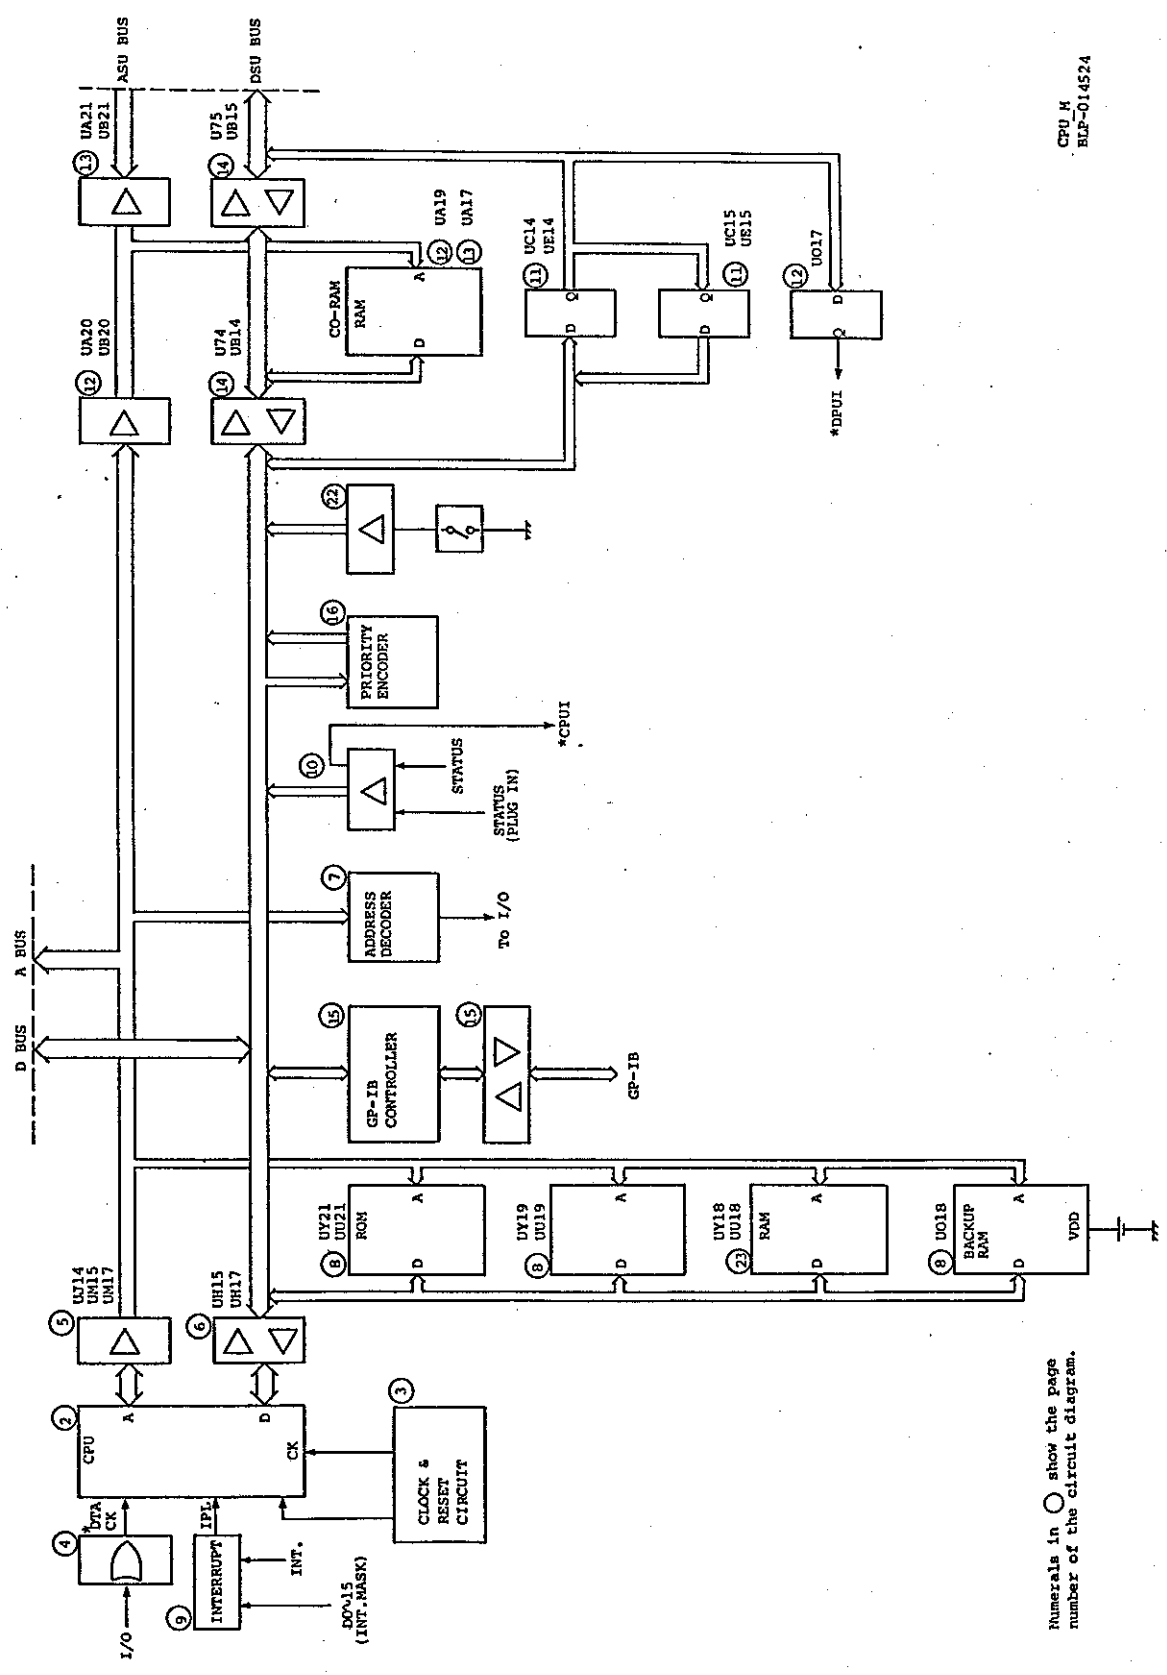 I/O
4
*DTA
CK
9
INTERRUPT
IPL
INT.
DO~15
(INT.MASK)
2
CPU
A
D
CK
3
CLOCK &
RESET
CIRCUIT
5
UJ14
UM15
UM17
6
UH15
UH17
8
UY21
UU21
ROM
D
A
8
UY19
UU19
D
A
23
UY18
UU18
RAM
D
A
8
UO18
BACKUP
RAM
D
A
VDD
D BUS
A BUS
15
GP-IB
CONTROLLER
15
GP-IB
7
ADDRESS
DECODER
To I/O
10
STATUS
(PLUG IN)
STATUS
*CPUI
16
PRIORITY
ENCODER
22
12
UA20
UB20
14
U74
UB14
CO-RAM
RAM
D
A
12
UA19
13
UA17
13
UA21
UB21
14
U75
UB15
ASU BUS
DSU BUS
11
UC14
UE14
D
Q
11
UC15
UE15
D
Q
12
UO17
Q
D
*DPUI
Numerals in ◯ show the page
number of the circuit diagram.
CPU_M
BLP-014524